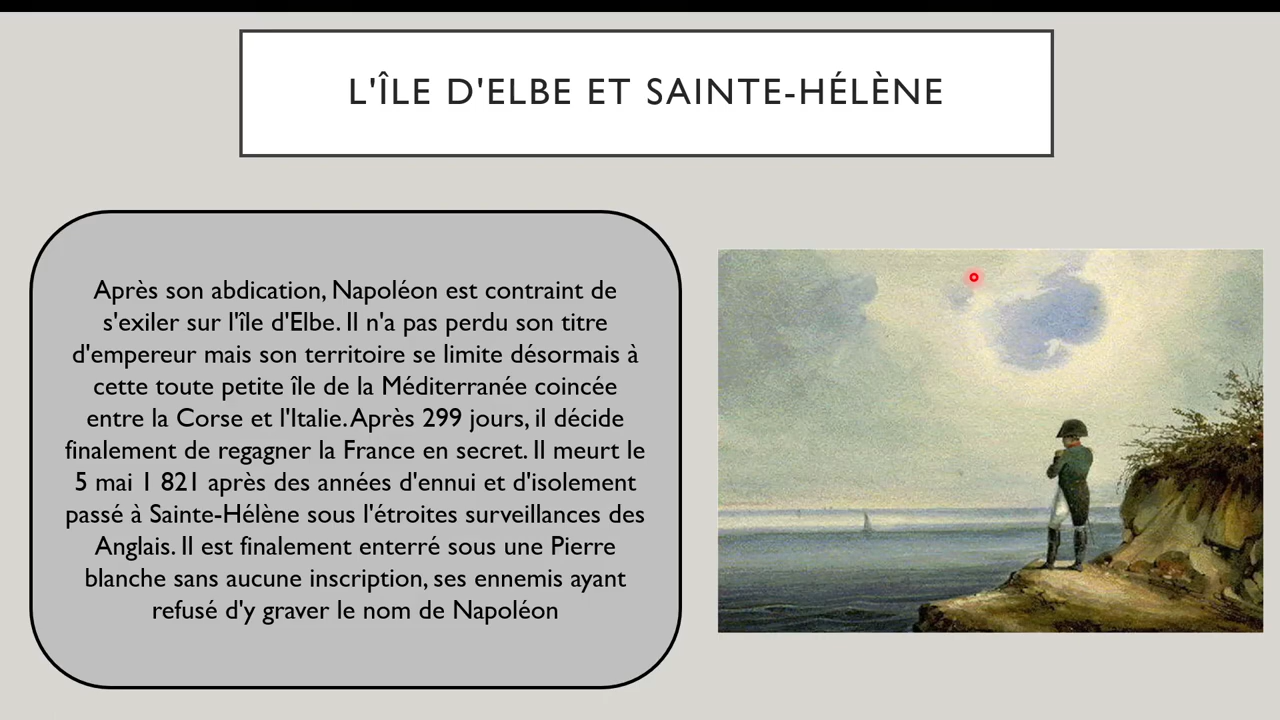 L'ÎLE D'ELBE ET SAINTE-HÉLÈNE
Après son abdication, Napoléon est contraint de
s'exiler sur l'île d'Elbe. Il n'a pas perdu son titre
d'empereur mais son territoire se limite désormais à
cette toute petite île de la Méditerranée coincée
entre la Corse et l'Italie. Après 299 jours, il décide
finalement de regagner la France en secret. Il meurt le
5 mai 1 821 après des années d'ennui et d'isolement
passé à Sainte-Hélène sous l'étroites surveillances des
Anglais. Il est finalement enterré sous une Pierre
blanche sans aucune inscription, ses ennemis ayant
refusé d'y graver le nom de Napoléon